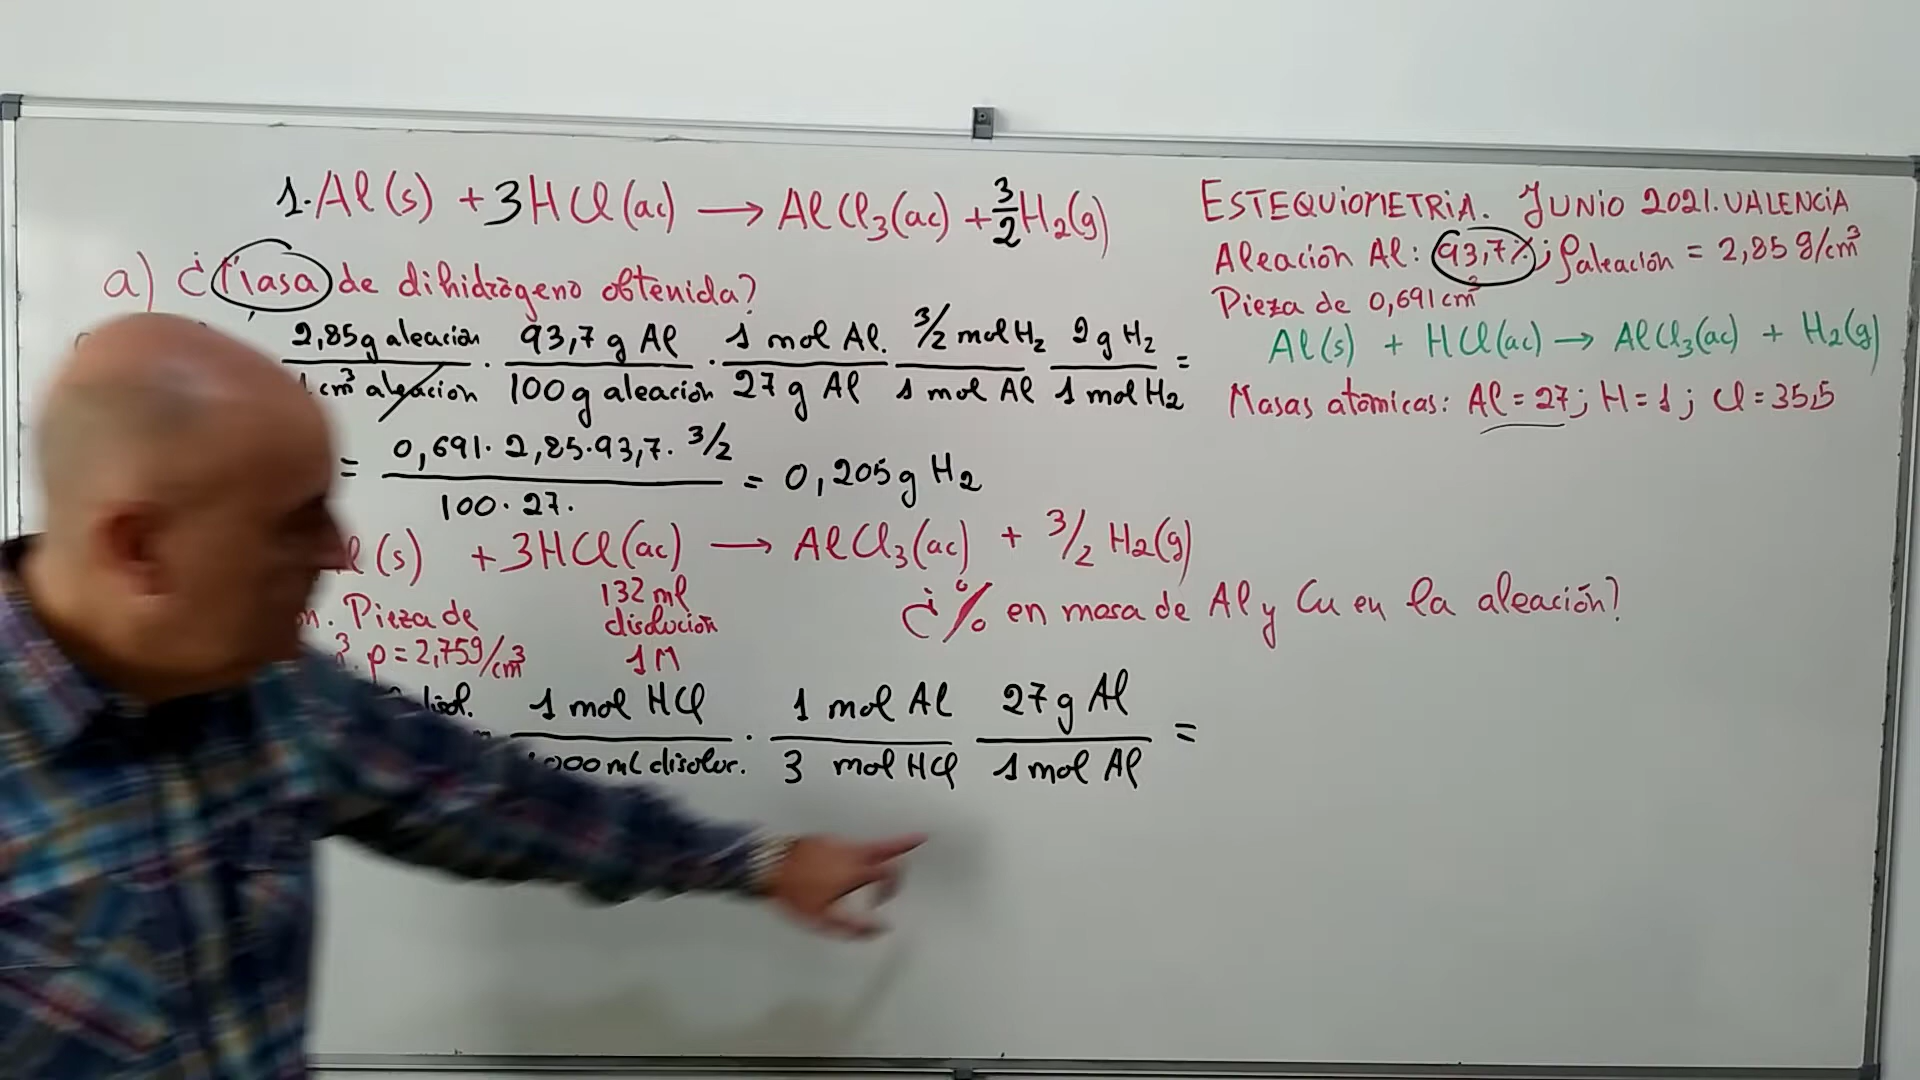 1·Al(s) + 3HCl(ac) → AlCl₃(ac) + 3/2 H₂(g)
a) ¿Masa de dihidrógeno obtenida?
2,85g aleación / 1 cm³ aleación · 93,7 g Al / 100 g aleación · 1 mol Al. / 27 g Al 3/2 mol H₂ / 1 mol Al 2 g H₂ / 1 mol H₂ =
= 0,691· 2,85·93,7· 3/2 / 100·27· = 0,205 g H₂
(s) + 3HCl(ac) → AlCl₃(ac) + 3/2 H₂(g)
Pieza de
ρ = 2,75g/cm³
132 ml
disolución
1M
¿% en masa de Al y Cu en la aleación?
disol. 1 mol HCl / 1000 ml disoluc. · 1 mol Al / 3 mol HCl 27 g Al / 1 mol Al =
ESTEQUIOMETRIA. JUNIO 2021. VALENCIA
Aleación Al: 93,7%; ρaleación = 2,85 g/cm³
Pieza de 0,691 cm³
Al(s) + HCl(ac) → AlCl₃(ac) + H₂(g)
Masas atómicas: Al = 27; H = 1; Cl = 35,5